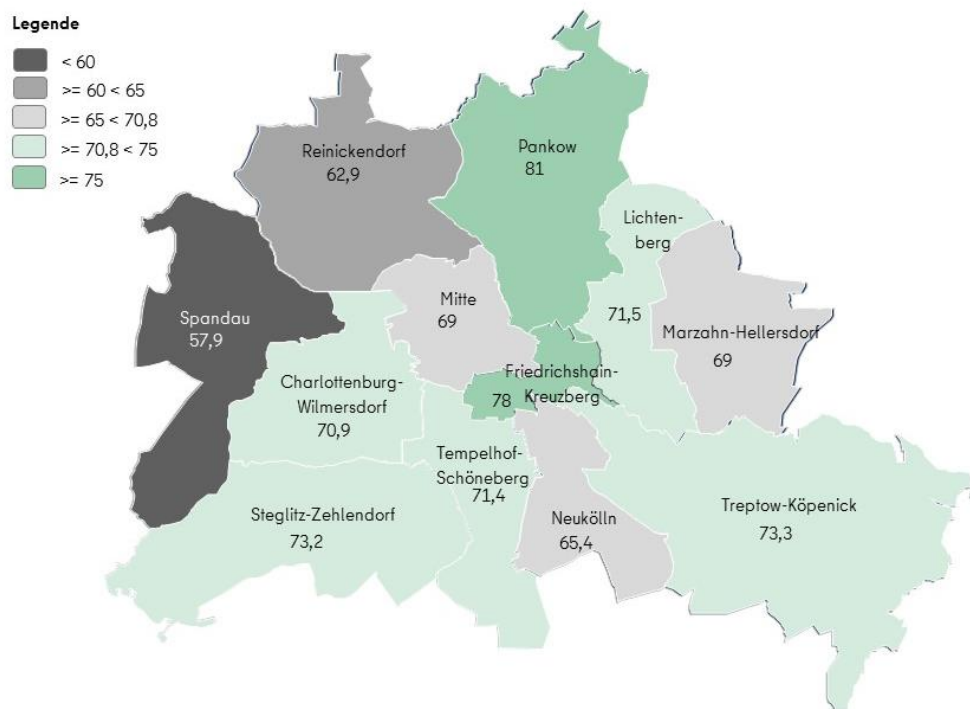 Legende
< 60
>= 60 < 65
>= 65 < 70,8
>= 70,8 < 75
>= 75
Reinickendorf
62,9
Pankow
81
Lichten-
berg
71,5
Spandau
57,9
Mitte
69
Marzahn-Hellersdorf
69
Charlottenburg-
Wilmersdorf
70,9
Friedrichshain-
Kreuzberg
78
Tempelhof-
Schöneberg
71,4
Steglitz-Zehlendorf
73,2
Neukölln
65,4
Treptow-Köpenick
73,3